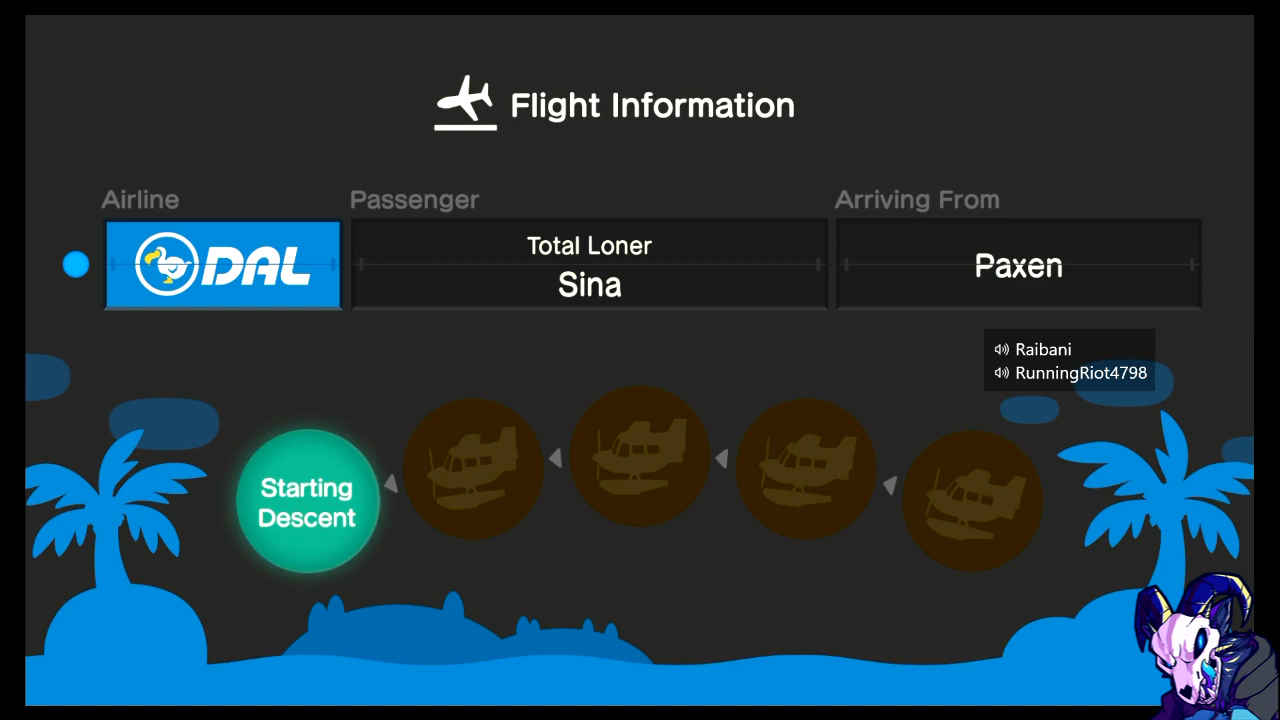 Flight Information
Airline
Passenger
Arriving From
DAL
Total Loner
Sina
Paxen
Raibani
RunningRiot4798
Starting
Descent